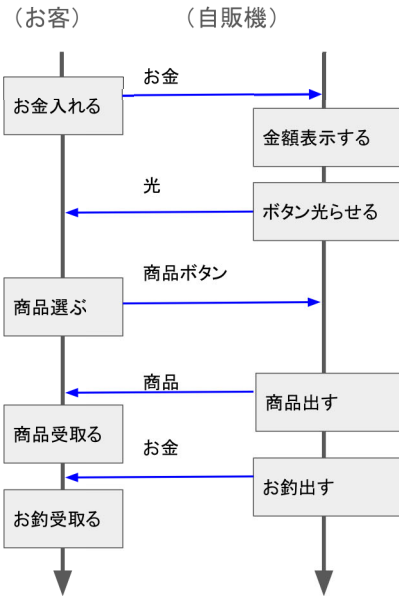 (お客)
(自販機)
お金
お金入れる
金額表示する
光
ボタン光らせる
商品ボタン
商品選ぶ
商品
商品出す
商品受取る
お金
お釣出す
お釣受取る